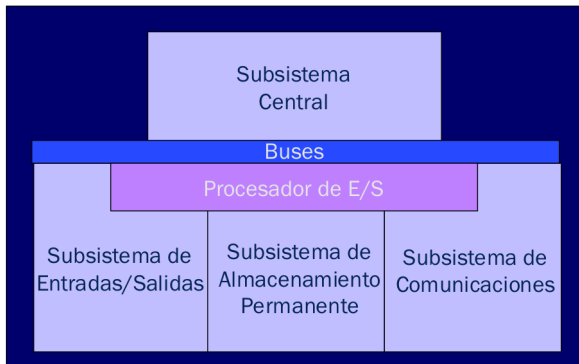 Subsistema
Central
Buses
Procesador de E/S
Subsistema de
Entradas/Salidas
Subsistema de
Almacenamiento
Permanente
Subsistema de
Comunicaciones